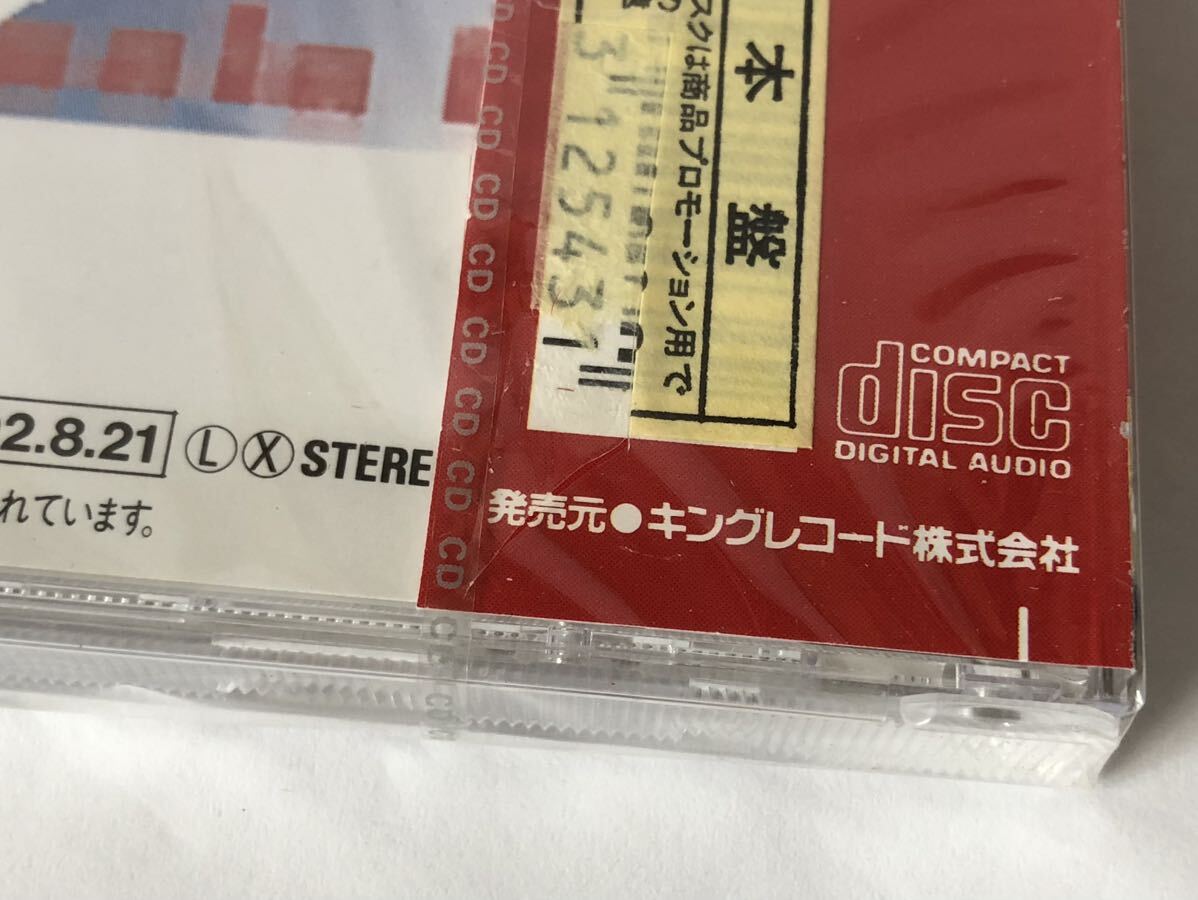 本盤
スクは商品プロモーション用で
3125431
COMPACT
disc
DIGITAL AUDIO
2.8.21 Ⓛ Ⓧ STERE
れています。
発売元●キングレコード株式会社
CD CD CD CD CD CD CD CD CD CD